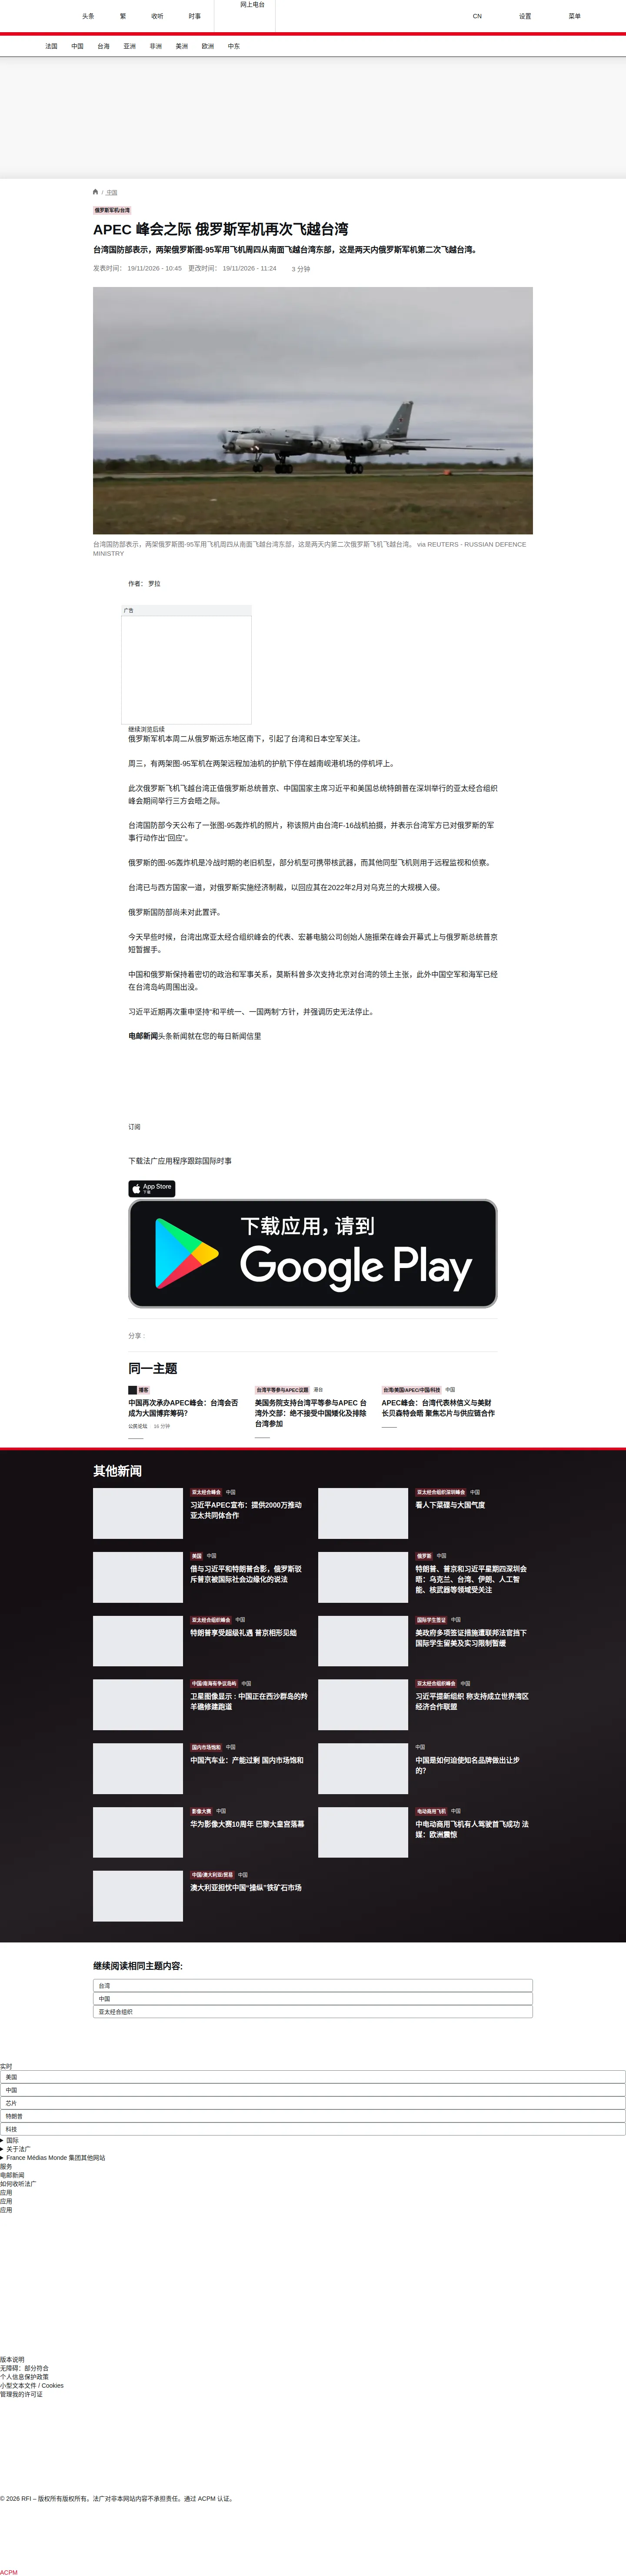 头条
繁
收听
时事
网上电台
CN
设置
菜单
法国
中国
台海
亚洲
非洲
美洲
欧洲
中东
/ 中国
俄罗斯军机/台湾
APEC 峰会之际 俄罗斯军机再次飞越台湾
台湾国防部表示，两架俄罗斯图-95军用飞机周四从南面飞越台湾东部，这是两天内俄罗斯军机第二次飞越台湾。
发表时间： 19/11/2026 - 10:45 更改时间： 19/11/2026 - 11:24
3 分钟
台湾国防部表示，两架俄罗斯图-95军用飞机周四从南面飞越台湾东部，这是两天内第二次俄罗斯飞机飞越台湾。 via REUTERS - RUSSIAN DEFENCE
MINISTRY
作者： 罗拉
广告
继续浏览后续
俄罗斯军机本周二从俄罗斯远东地区南下，引起了台湾和日本空军关注。
周三，有两架图-95军机在两架远程加油机的护航下停在越南岘港机场的停机坪上。
此次俄罗斯飞机飞越台湾正值俄罗斯总统普京、中国国家主席习近平和美国总统特朗普在深圳举行的亚太经合组织
峰会期间举行三方会晤之际。
台湾国防部今天公布了一张图-95轰炸机的照片，称该照片由台湾F-16战机拍摄，并表示台湾军方已对俄罗斯的军
事行动作出“回应”。
俄罗斯的图-95轰炸机是冷战时期的老旧机型，部分机型可携带核武器，而其他同型飞机则用于远程监视和侦察。
台湾已与西方国家一道，对俄罗斯实施经济制裁，以回应其在2022年2月对乌克兰的大规模入侵。
俄罗斯国防部尚未对此置评。
今天早些时候，台湾出席亚太经合组织峰会的代表、宏碁电脑公司创始人施振荣在峰会开幕式上与俄罗斯总统普京
短暂握手。
中国和俄罗斯保持着密切的政治和军事关系，莫斯科曾多次支持北京对台湾的领土主张，此外中国空军和海军已经
在台湾岛屿周围出没。
习近平近期再次重申坚持“和平统一、一国两制”方针，并强调历史无法停止。
电邮新闻头条新闻就在您的每日新闻信里
订阅
下载法广应用程序跟踪国际时事
App Store
下载
下载应用，请到
Google Play
分享 :
同一主题
播客
中国再次承办APEC峰会：台湾会否
成为大国博弈筹码？
公民论坛 16 分钟
台湾平等参与APEC议题 港台
美国务院支持台湾平等参与APEC 台
湾外交部：绝不接受中国矮化及排除
台湾参加
台湾/美国/APEC/中国/科技 中国
APEC峰会：台湾代表林信义与美财
长贝森特会晤 聚焦芯片与供应链合作
其他新闻
亚太经合峰会 中国
习近平APEC宣布：提供2000万推动
亚太共同体合作
亚太经合组织深圳峰会 中国
看人下菜碟与大国气度
美国 中国
借与习近平和特朗普合影，俄罗斯驳
斥普京被国际社会边缘化的说法
俄罗斯 中国
特朗普、普京和习近平星期四深圳会
晤：乌克兰、台湾、伊朗、人工智
能、核武器等领域受关注
亚太经合组织峰会 中国
特朗普享受超级礼遇 普京相形见绌
国际学生签证 中国
美政府多项签证措施遭联邦法官挡下
国际学生留美及实习限制暂缓
中国/南海有争议岛屿 中国
卫星图像显示：中国正在西沙群岛的羚
羊礁修建跑道
亚太经合组织峰会 中国
习近平提新组织 称支持成立世界湾区
经济合作联盟
国内市场饱和 中国
中国汽车业：产能过剩 国内市场饱和
中国
中国是如何迫使知名品牌做出让步
的？
影像大赛 中国
华为影像大赛10周年 巴黎大皇宫落幕
电动商用飞机 中国
中电动商用飞机有人驾驶首飞成功 法
媒：欧洲震惊
中国/澳大利亚/贸易 中国
澳大利亚担忧中国“操纵”铁矿石市场
继续阅读相同主题内容:
台湾
中国
亚太经合组织
实时
美国
中国
芯片
特朗普
科技
国际
关于法广
France Médias Monde 集团其他网站
服务
电邮新闻
如何收听法广
应用
应用
应用
版本说明
无障碍：部分符合
个人信息保护政策
小型文本文件 / Cookies
管理我的许可证
© 2026 RFI – 版权所有版权所有。法广对非本网站内容不承担责任。通过 ACPM 认证。
ACPM